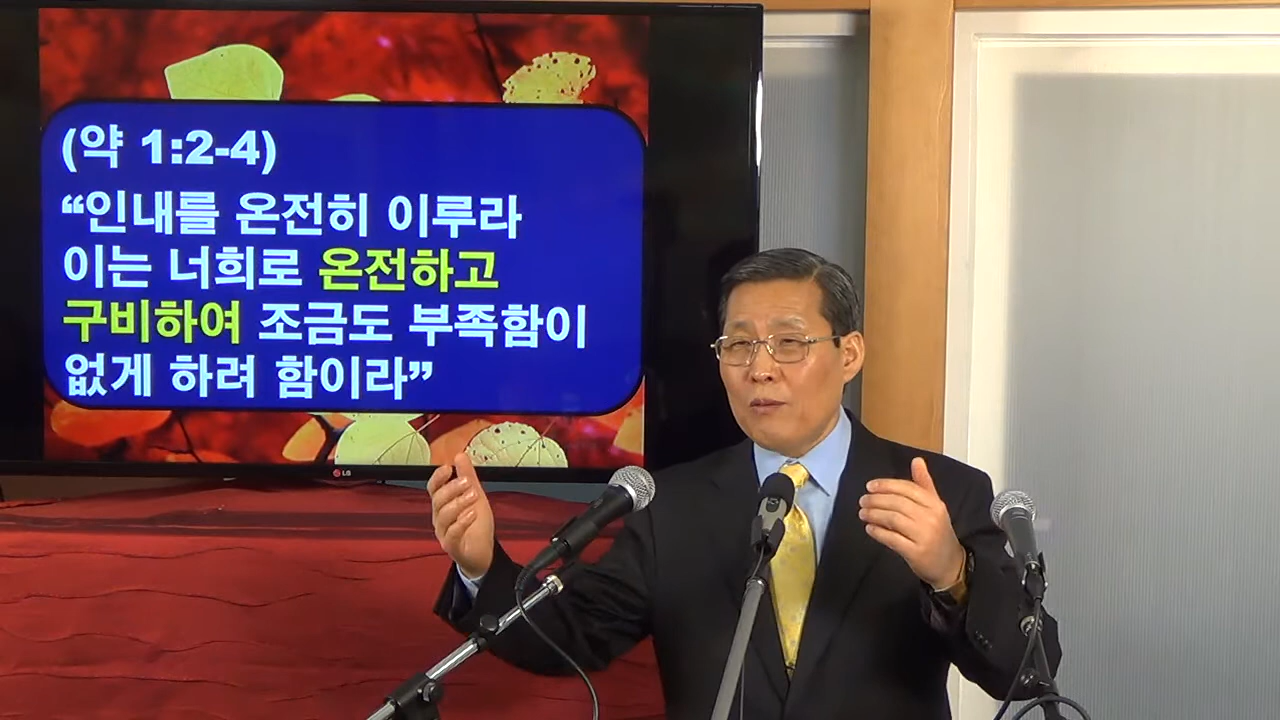 (약 1:2-4)
“인내를 온전히 이루라
이는 너희로 온전하고
구비하여 조금도 부족함이
없게 하려 함이라”
LG